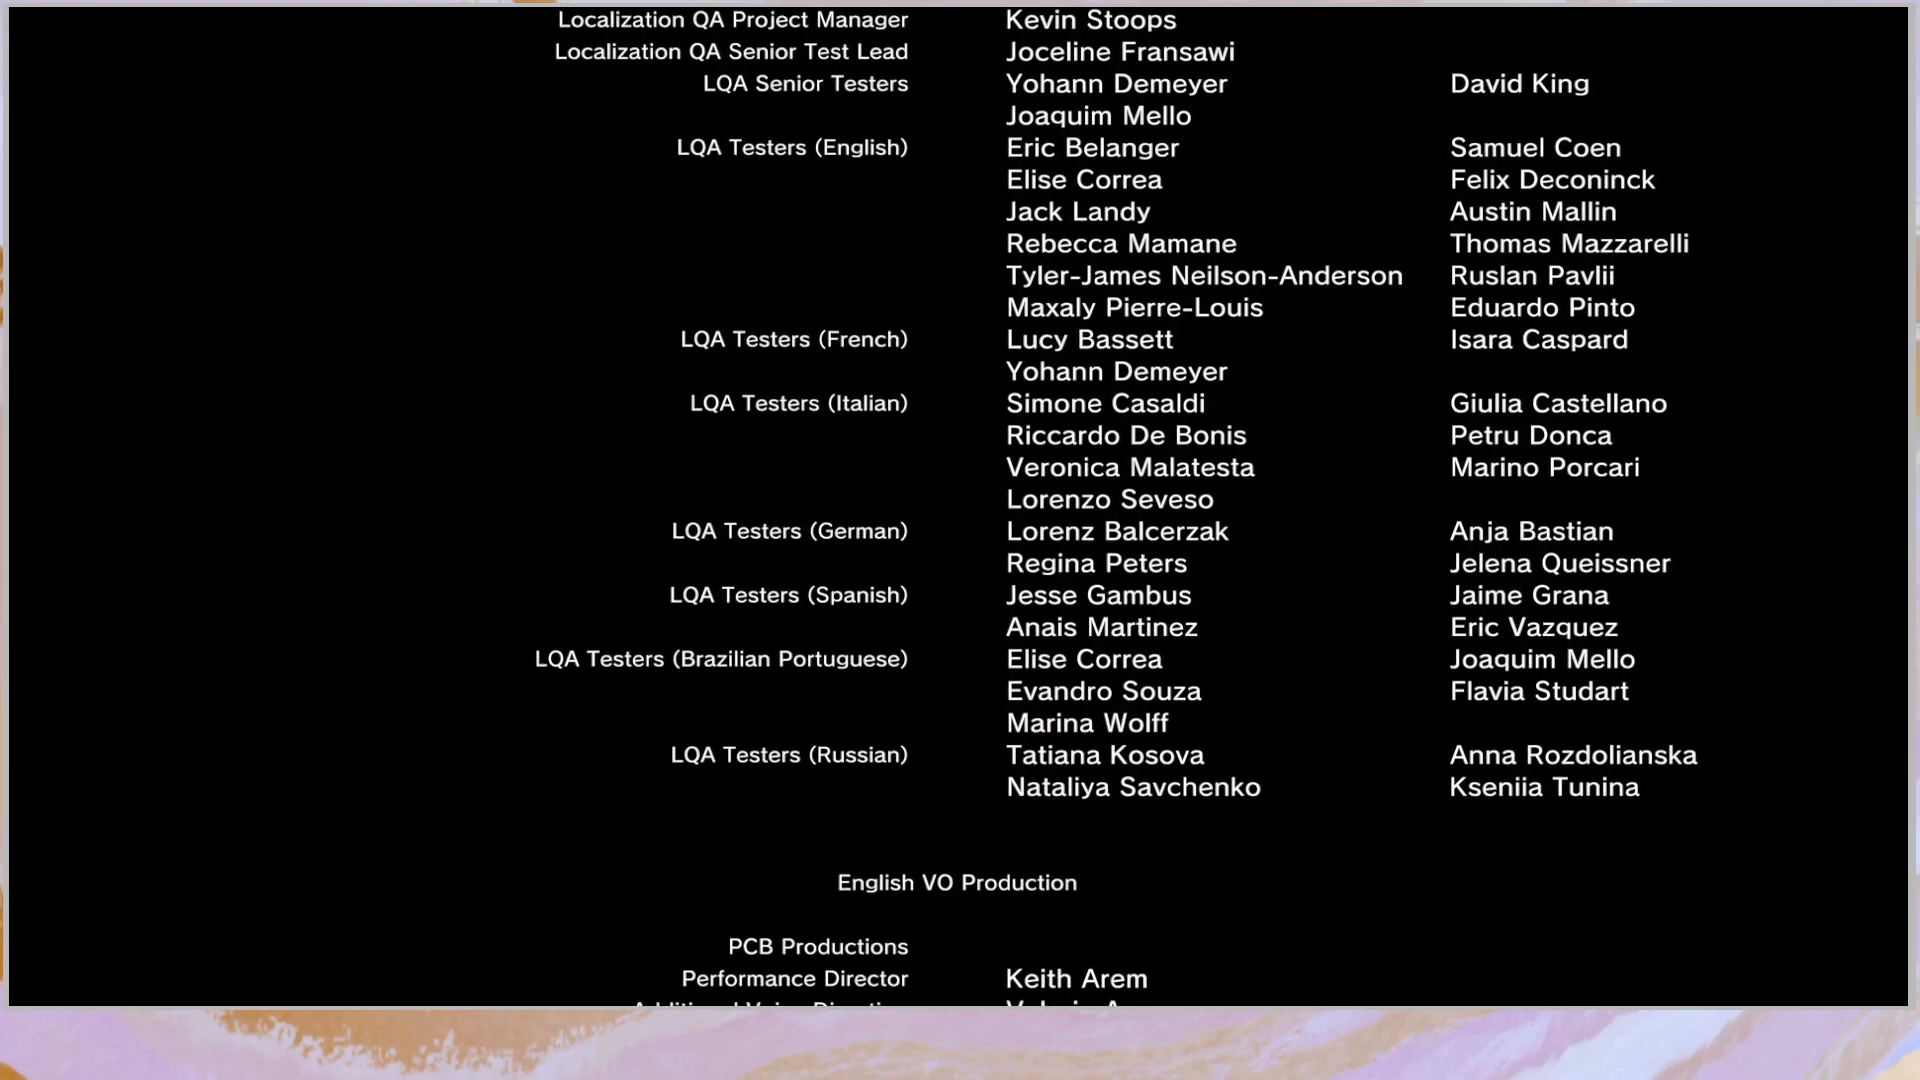 Localization QA Project Manager Kevin Stoops
Localization QA Senior Test Lead Joceline Fransawi
LQA Senior Testers Yohann Demeyer David King
Joaquim Mello
LQA Testers (English) Eric Belanger Samuel Coen
Elise Correa Felix Deconinck
Jack Landy Austin Mallin
Rebecca Mamane Thomas Mazzarelli
Tyler-James Neilson-Anderson Ruslan Pavlii
Maxaly Pierre-Louis Eduardo Pinto
LQA Testers (French) Lucy Bassett Isara Caspard
Yohann Demeyer
LQA Testers (Italian) Simone Casaldi Giulia Castellano
Riccardo De Bonis Petru Donca
Veronica Malatesta Marino Porcari
Lorenzo Seveso
LQA Testers (German) Lorenz Balcerzak Anja Bastian
Regina Peters Jelena Queissner
LQA Testers (Spanish) Jesse Gambus Jaime Grana
Anais Martinez Eric Vazquez
LQA Testers (Brazilian Portuguese) Elise Correa Joaquim Mello
Evandro Souza Flavia Studart
Marina Wolff
LQA Testers (Russian) Tatiana Kosova Anna Rozdolianska
Nataliya Savchenko Kseniia Tunina
English VO Production
PCB Productions
Performance Director Keith Arem